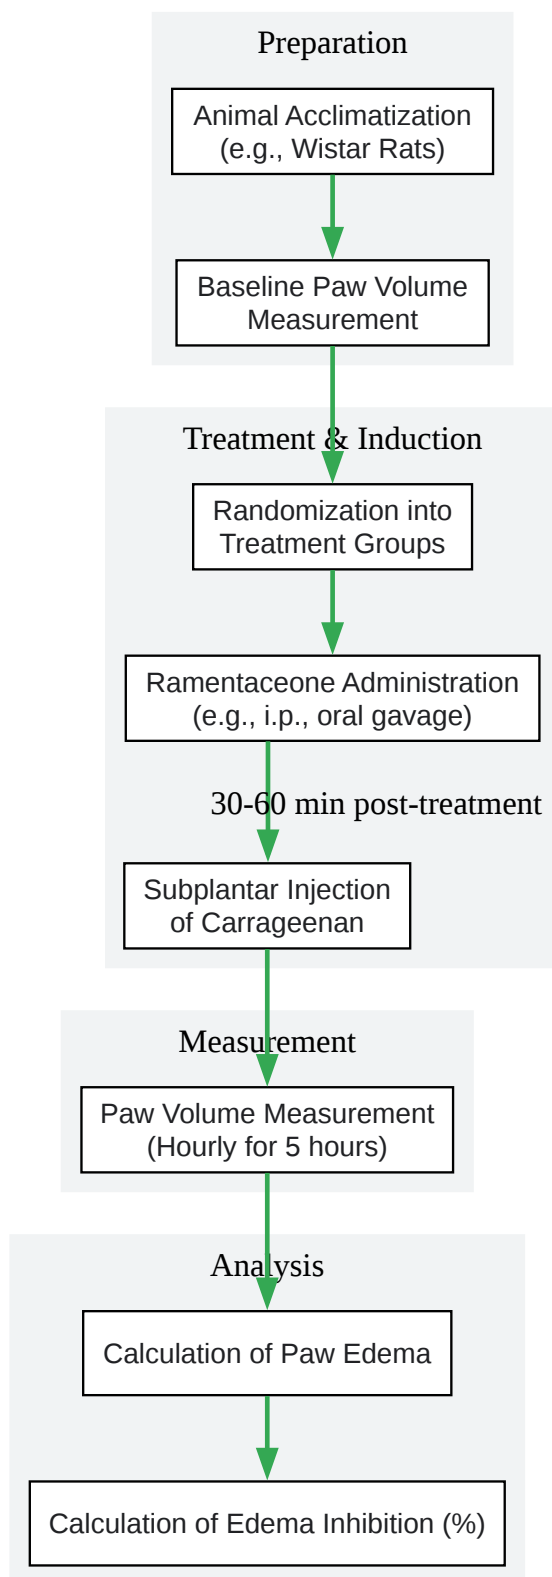 Preparation
Animal Acclimatization
(e.g., Wistar Rats)
Baseline Paw Volume
Measurement
Treatment & Induction
Randomization into
Treatment Groups
Ramentaceone Administration
(e.g., i.p., oral gavage)
30-60 min post-treatment
Subplantar Injection
of Carrageenan
Measurement
Paw Volume Measurement
(Hourly for 5 hours)
Analysis
Calculation of Paw Edema
Calculation of Edema Inhibition (%)